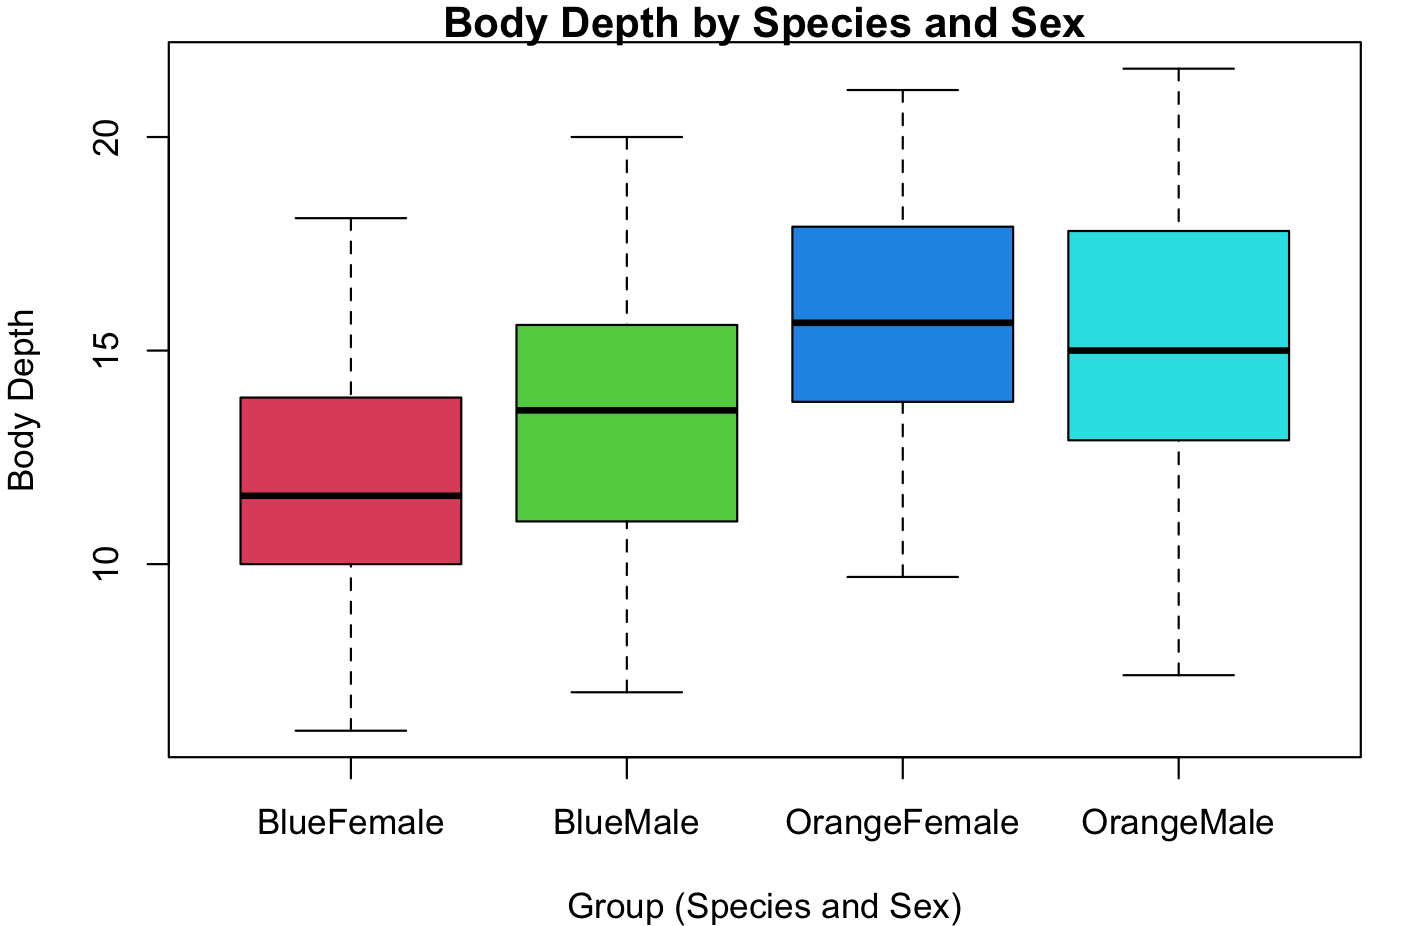 Body Depth by Species and Sex
Body Depth
20
15
10
BlueFemale BlueMale OrangeFemale OrangeMale
Group (Species and Sex)